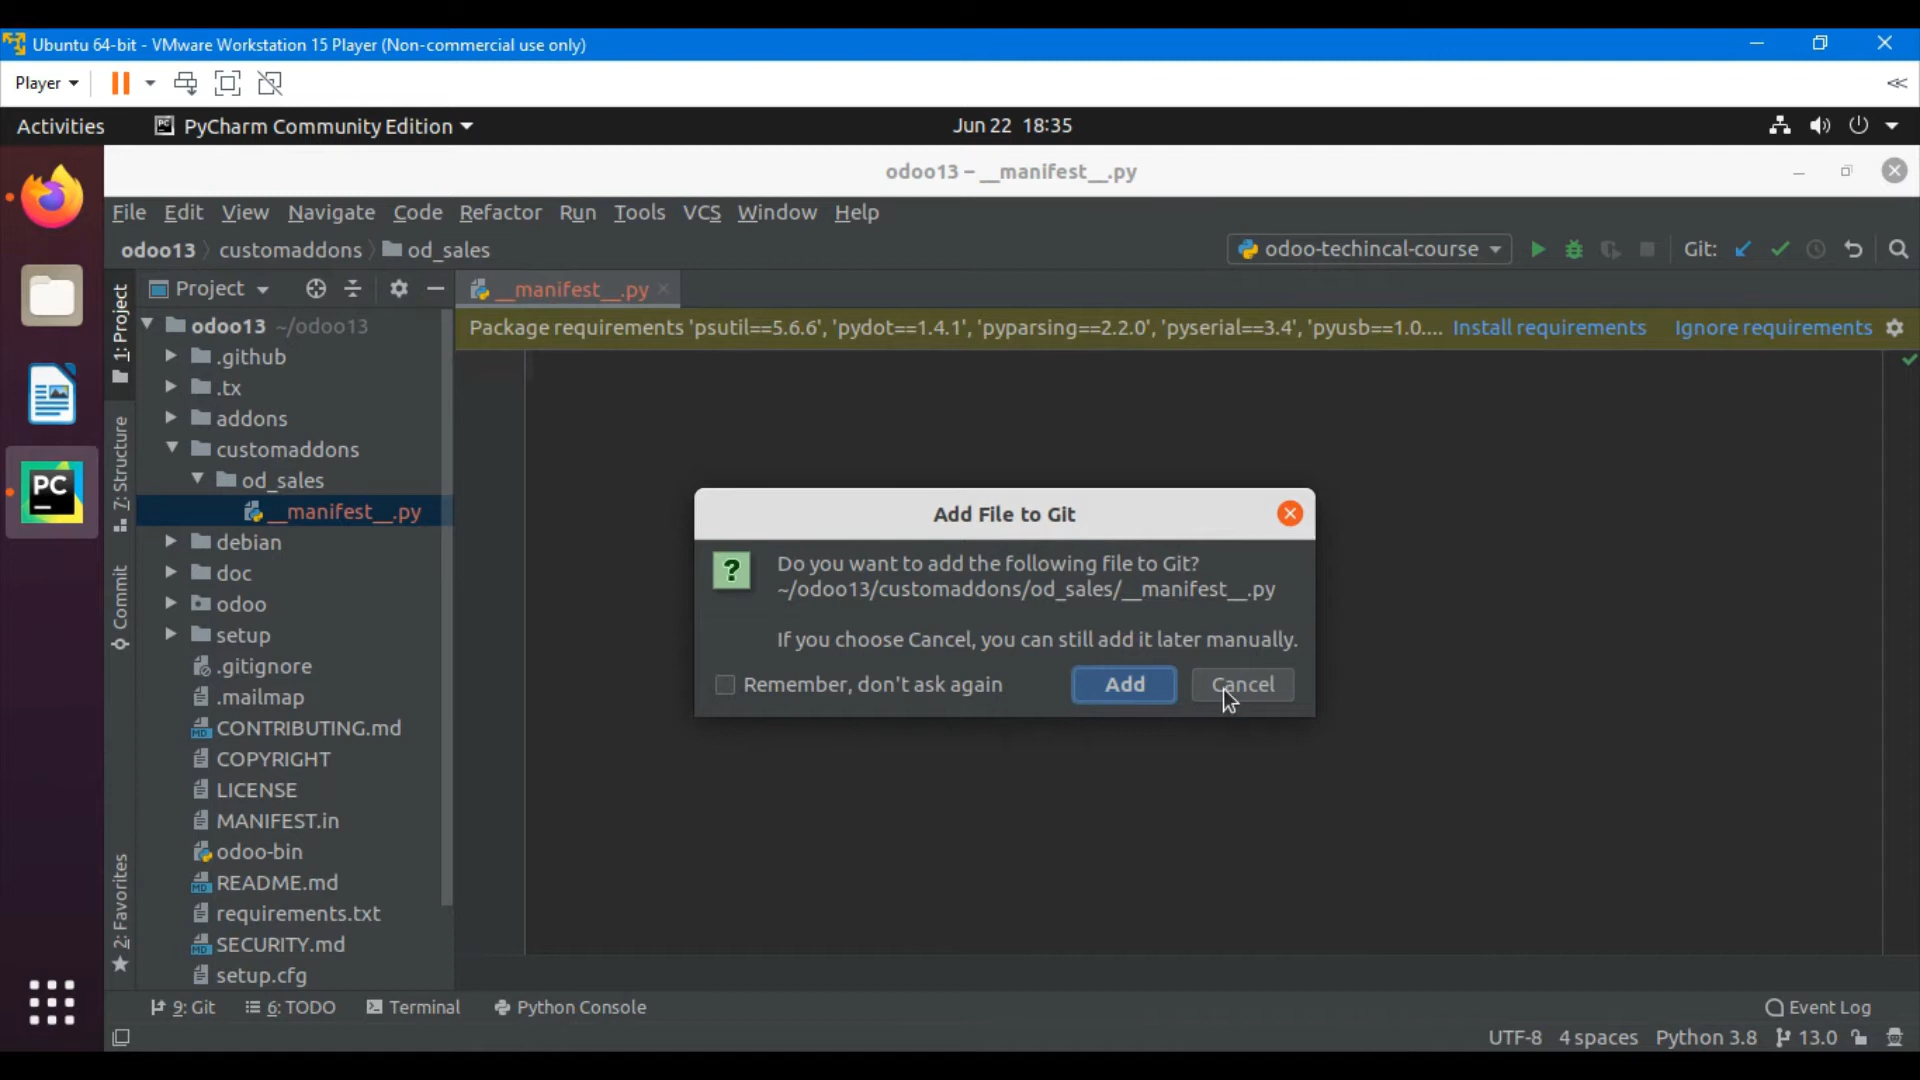 Ubuntu 64-bit - VMware Workstation 15 Player (Non-commercial use only)
Player
Activities
PyCharm Community Edition
Jun 22 18:35
odoo13 – __manifest__.py
File Edit View Navigate Code Refactor Run Tools VCS Window Help
odoo13 customaddons od_sales
odoo-techincal-course
Git:
1: Project
Project
__manifest__.py
Package requirements 'psutil==5.6.6', 'pydot==1.4.1', 'pyparsing==2.2.0', 'pyserial==3.4', 'pyusb==1.0.... Install requirements Ignore requirements
odoo13 ~/odoo13
.github
.tx
addons
customaddons
od_sales
__manifest__.py
debian
doc
odoo
setup
.gitignore
.mailmap
CONTRIBUTING.md
COPYRIGHT
LICENSE
MANIFEST.in
odoo-bin
README.md
requirements.txt
SECURITY.md
setup.cfg
7: Structure
Commit
2: Favorites
PC
Add File to Git
?
Do you want to add the following file to Git?
~/odoo13/customaddons/od_sales/__manifest__.py
If you choose Cancel, you can still add it later manually.
Remember, don't ask again
Add
Cancel
9: Git 6: TODO Terminal Python Console Event Log
UTF-8 4 spaces Python 3.8 13.0